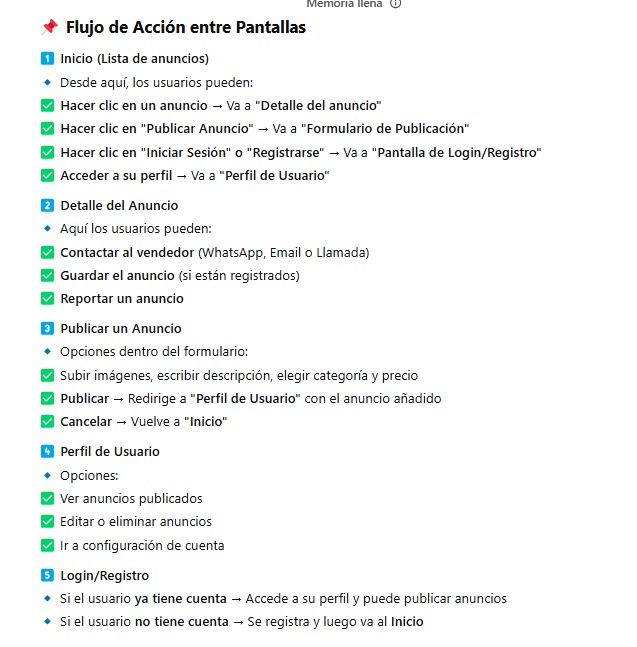 Memoria llena ⓘ
📌 Flujo de Acción entre Pantallas
1️⃣ Inicio (Lista de anuncios)
🔹 Desde aquí, los usuarios pueden:
✅ Hacer clic en un anuncio → Va a "Detalle del anuncio"
✅ Hacer clic en "Publicar Anuncio" → Va a "Formulario de Publicación"
✅ Hacer clic en "Iniciar Sesión" o "Registrarse" → Va a "Pantalla de Login/Registro"
✅ Acceder a su perfil → Va a "Perfil de Usuario"
2️⃣ Detalle del Anuncio
🔹 Aquí los usuarios pueden:
✅ Contactar al vendedor (WhatsApp, Email o Llamada)
✅ Guardar el anuncio (si están registrados)
✅ Reportar un anuncio
3️⃣ Publicar un Anuncio
🔹 Opciones dentro del formulario:
✅ Subir imágenes, escribir descripción, elegir categoría y precio
✅ Publicar → Redirige a "Perfil de Usuario" con el anuncio añadido
✅ Cancelar → Vuelve a "Inicio"
4️⃣ Perfil de Usuario
🔹 Opciones:
✅ Ver anuncios publicados
✅ Editar o eliminar anuncios
✅ Ir a configuración de cuenta
5️⃣ Login/Registro
🔹 Si el usuario ya tiene cuenta → Accede a su perfil y puede publicar anuncios
🔹 Si el usuario no tiene cuenta → Se registra y luego va al Inicio